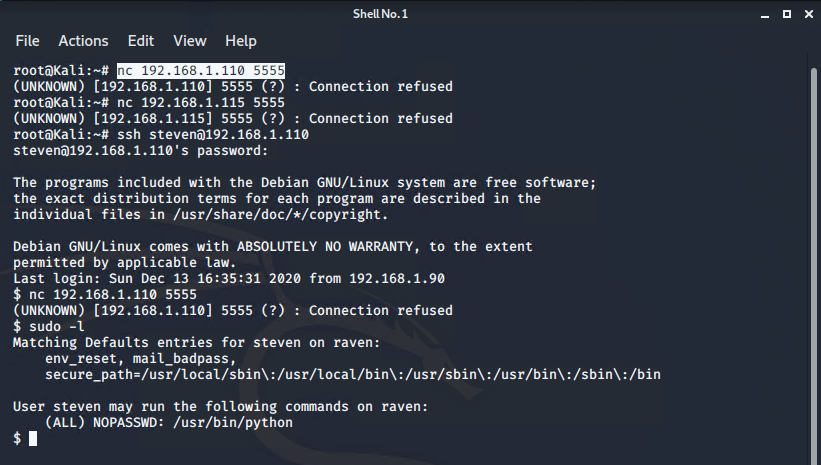 Shell No. 1
File Actions Edit View Help
root@Kali:~# nc 192.168.1.110 5555
(UNKNOWN) [192.168.1.110] 5555 (?) : Connection refused
root@Kali:~# nc 192.168.1.115 5555
(UNKNOWN) [192.168.1.115] 5555 (?) : Connection refused
root@Kali:~# ssh steven@192.168.1.110
steven@192.168.1.110's password:
The programs included with the Debian GNU/Linux system are free software;
the exact distribution terms for each program are described in the
individual files in /usr/share/doc/*/copyright.
Debian GNU/Linux comes with ABSOLUTELY NO WARRANTY, to the extent
permitted by applicable law.
Last login: Sun Dec 13 16:35:31 2020 from 192.168.1.90
$ nc 192.168.1.110 5555
(UNKNOWN) [192.168.1.110] 5555 (?) : Connection refused
$ sudo -l
Matching Defaults entries for steven on raven:
    env_reset, mail_badpass,
    secure_path=/usr/local/sbin\:/usr/local/bin\:/usr/sbin\:/usr/bin\:/sbin\:/bin
User steven may run the following commands on raven:
    (ALL) NOPASSWD: /usr/bin/python
$